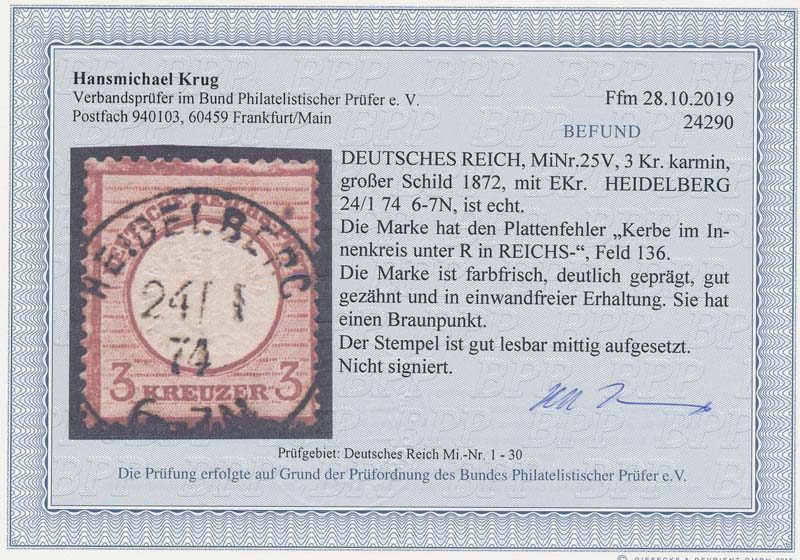 Hansmichael Krug
Verbandsprüfer im Bund Philatelistischer Prüfer e. V.
Postfach 940103, 60459 Frankfurt/Main
Ffm 28.10.2019
24290
BEFUND
DEUTSCHES REICH, MiNr.25V, 3 Kr. karmin,
großer Schild 1872, mit EKr. HEIDELBERG
24/1 74 6-7N, ist echt.
Die Marke hat den Plattenfehler „Kerbe im In-
nenkreis unter R in REICHS-“, Feld 136.
Die Marke ist farbfrisch, deutlich geprägt, gut
gezähnt und in einwandfreier Erhaltung. Sie hat
einen Braunpunkt.
Der Stempel ist gut lesbar mittig aufgesetzt.
Nicht signiert.
HEIDELBERG
24/ 1
74
6-7N
3 KREUZER 3
Prüfgebiet: Deutsches Reich Mi.-Nr. 1 - 30
Die Prüfung erfolgte auf Grund der Prüfordnung des Bundes Philatelistischer Prüfer e.V.